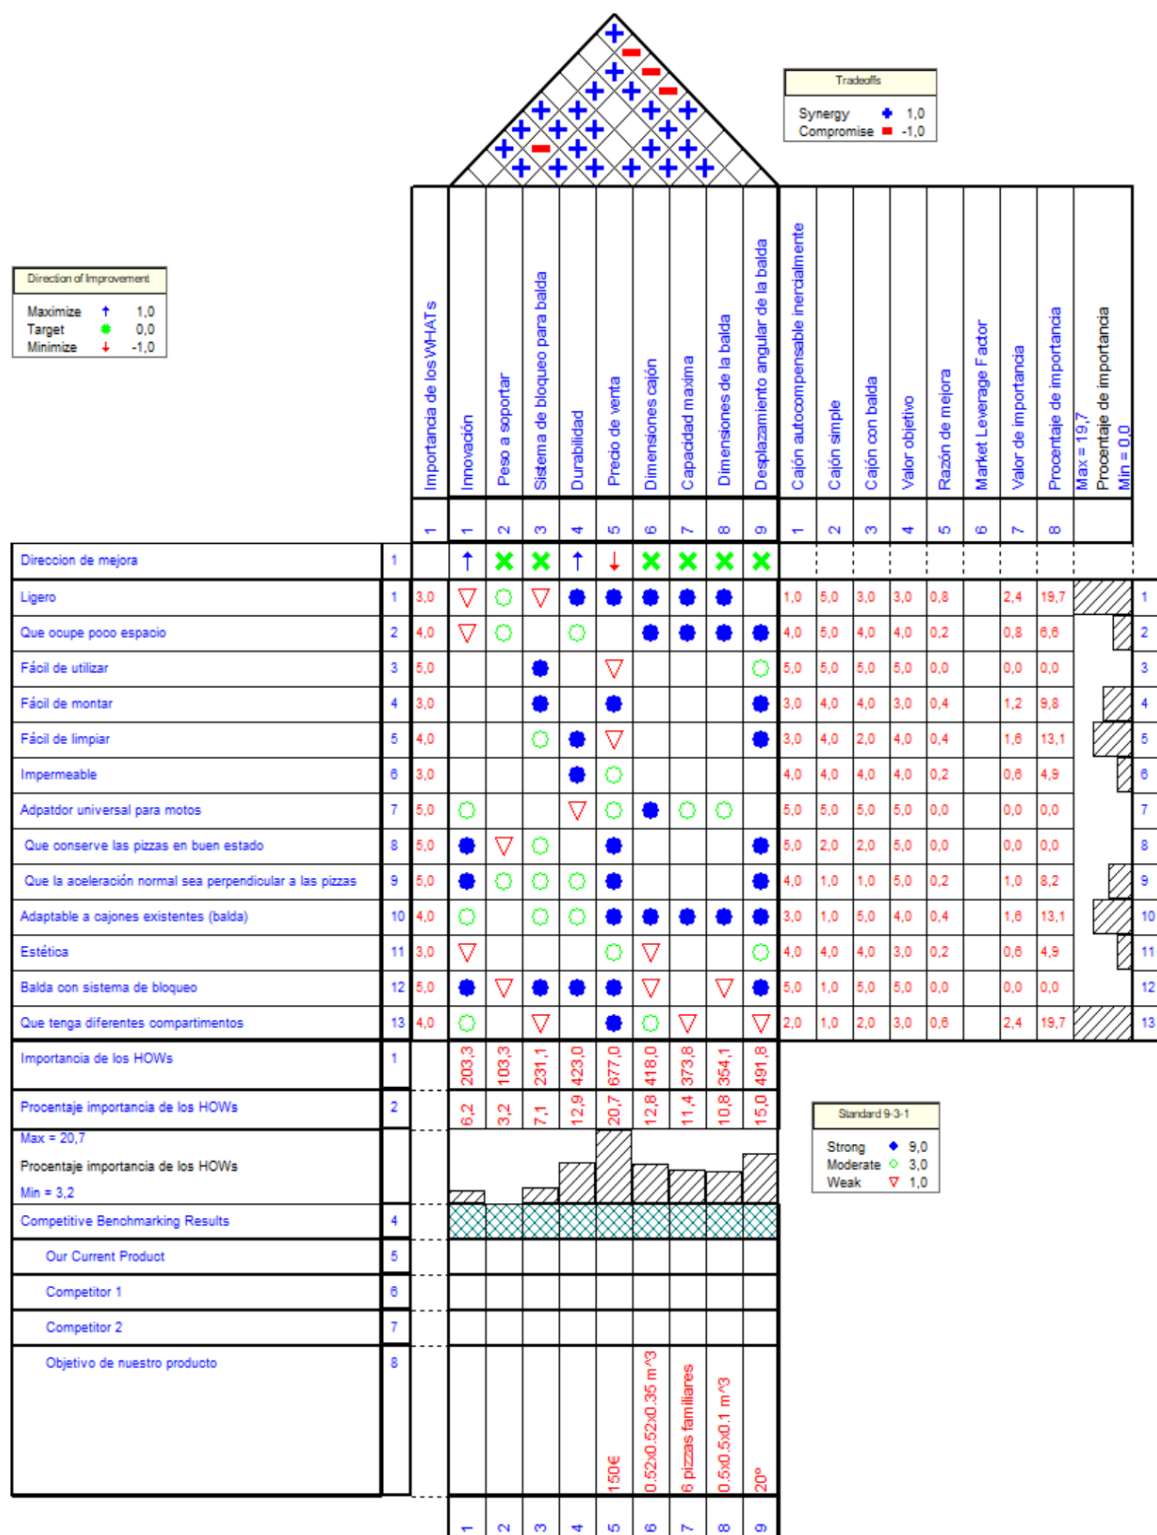 Tradeoffs
Synergy 1,0
Compromise -1,0
Direction of Improvement
Maximize 1,0
Target 0,0
Minimize -1,0
Importancia de los WHATs
Innovación
Peso a soportar
Sistema de bloqueo para balda
Durabilidad
Precio de venta
Dimensiones cajón
Capacidad maxima
Dimensiones de la balda
Desplazamiento angular de la balda
Cajón autocompensable inercialmente
Cajón simple
Cajón con balda
Valor objetivo
Razón de mejora
Market Leverage Factor
Valor de importancia
Procentaje de importancia
Max = 19,7
Porcentaje de importancia
Min = 0,0
1 1 2 3 4 5 6 7 8 9 1 2 3 4 5 6 7 8
Direccion de mejora 1
Ligero 1 3,0 1,0 5,0 3,0 3,0 0,8 2,4 19,7 1
Que ocupe poco espacio 2 4,0 4,0 5,0 4,0 4,0 0,2 0,8 6,6 2
Fácil de utilizar 3 5,0 5,0 5,0 5,0 5,0 0,0 0,0 0,0 3
Fácil de montar 4 3,0 3,0 4,0 4,0 3,0 0,4 1,2 9,8 4
Fácil de limpiar 5 4,0 3,0 4,0 2,0 4,0 0,4 1,6 13,1 5
Impermeable 6 3,0 4,0 4,0 4,0 4,0 0,2 0,6 4,9 6
Adpatdor universal para motos 7 5,0 5,0 5,0 5,0 5,0 0,0 0,0 0,0 7
Que conserve las pizzas en buen estado 8 5,0 5,0 2,0 2,0 5,0 0,0 0,0 0,0 8
Que la aceleración normal sea perpendicular a las pizzas 9 5,0 4,0 1,0 1,0 5,0 0,2 1,0 8,2 9
Adaptable a cajones existentes (balda) 10 4,0 3,0 1,0 5,0 4,0 0,4 1,6 13,1 10
Estética 11 3,0 4,0 4,0 4,0 3,0 0,2 0,6 4,9 11
Balda con sistema de bloqueo 12 5,0 5,0 1,0 5,0 5,0 0,0 0,0 0,0 12
Que tenga diferentes compartimentos 13 4,0 2,0 1,0 2,0 3,0 0,6 2,4 19,7 13
Importancia de los HOWs 1 203,3 103,3 231,1 423,0 677,0 418,0 373,8 354,1 491,8
Procentaje importancia de los HOWs 2 6,2 3,2 7,1 12,9 20,7 12,8 11,4 10,8 15,0
Max = 20,7
Procentaje importancia de los HOWs
Min = 3,2
Standard 9-3-1
Strong 9,0
Moderate 3,0
Weak 1,0
Competitive Benchmarking Results 4
Our Current Product 5
Competitor 1 6
Competitor 2 7
Objetivo de nuestro producto 8
150€
0.52x0.52x0.35 m^3
6 pizzas familiares
0.5x0.5x0.1 m^3
20º
1 2 3 4 5 6 7 8 9